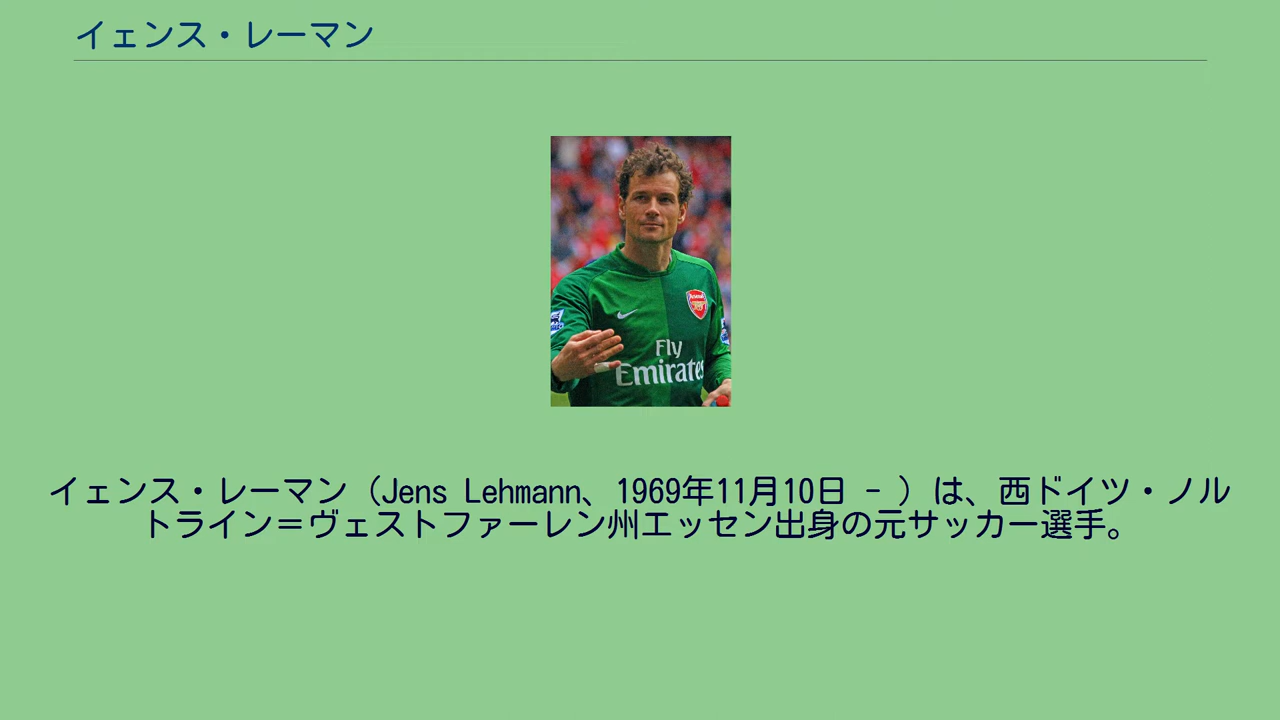 イェンス・レーマン
Arsenal
Fly
Emirates
イェンス・レーマン（Jens Lehmann、1969年11月10日 - ）は、西ドイツ・ノル
トライン＝ヴェストファーレン州エッセン出身の元サッカー選手。